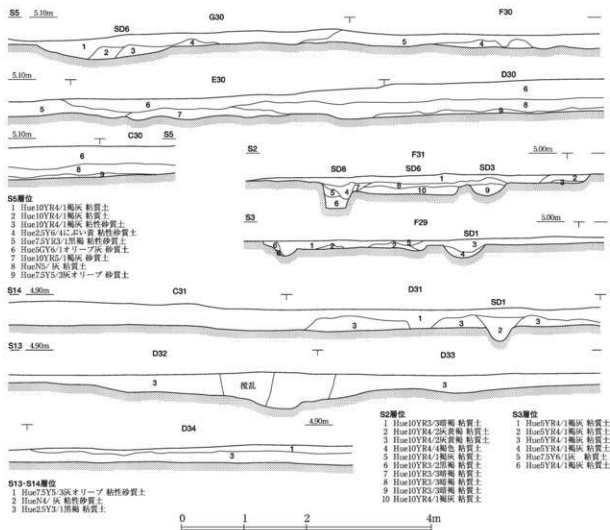 S5 5.10m SD6 G30 F30
1 2 3 4 5 4
5.10m E30 D30
5 6 7 6 8 9
5.10m C30 S5
6 8 9
S2 SD8 SD6 F31 SD3 5.00m
5 4 6 7 8 10 1 9 3 2
S3 F29 SD1 5.00m
6 1 2 2 5 4 3
S5層位
1 Hue10YR4/1褐灰 粘質土
2 Hue10YR4/1褐灰 粘質土
3 Hue10YR4/1褐灰 粘性砂質土
4 Hue2.5Y6/4にぶい黄 粘性砂質土
5 Hue7.5YR3/1黒褐 粘性砂質土
6 Hue5GY6/1オリーブ灰 砂質土
7 Hue10YR5/1褐灰 砂質土
8 HueN5/灰 粘質土
9 Hue7.5Y5/3灰オリーブ 砂質土
S14 4.90m C31 D31 SD1
3 1 3 2 3
S13 4.90m D32 D33
3 撹乱 3
D34 4.90m
1
3
S13・S14層位
1 Hue7.5Y5/3灰オリーブ 粘性砂質土
2 HueN4/灰 粘性砂質土
3 Hue2.5Y3/1黒褐 粘質土
S2層位
1 Hue10YR3/3暗褐 粘質土
2 Hue10YR4/2灰黄褐 粘質土
3 Hue10YR4/2灰黄褐 粘質土
4 Hue10YR4/4褐色 粘質土
5 Hue10YR4/1褐灰 粘質土
6 Hue10YR3/2黒褐 粘質土
7 Hue10YR3/3暗褐 粘質土
8 Hue10YR3/3暗褐 粘質土
9 Hue10YR3/3暗褐 粘質土
10 Hue10YR4/1褐灰 粘質土
S3層位
1 Hue5YR4/1褐灰 粘質土
2 Hue5YR4/1褐灰 粘質土
3 Hue5YR4/1褐灰 粘質土
4 Hue5YR4/1褐灰 粘質土
5 Hue7.5Y6/1灰 粘質土
6 Hue5YR4/1褐灰 粘質土
0 1 2 4m